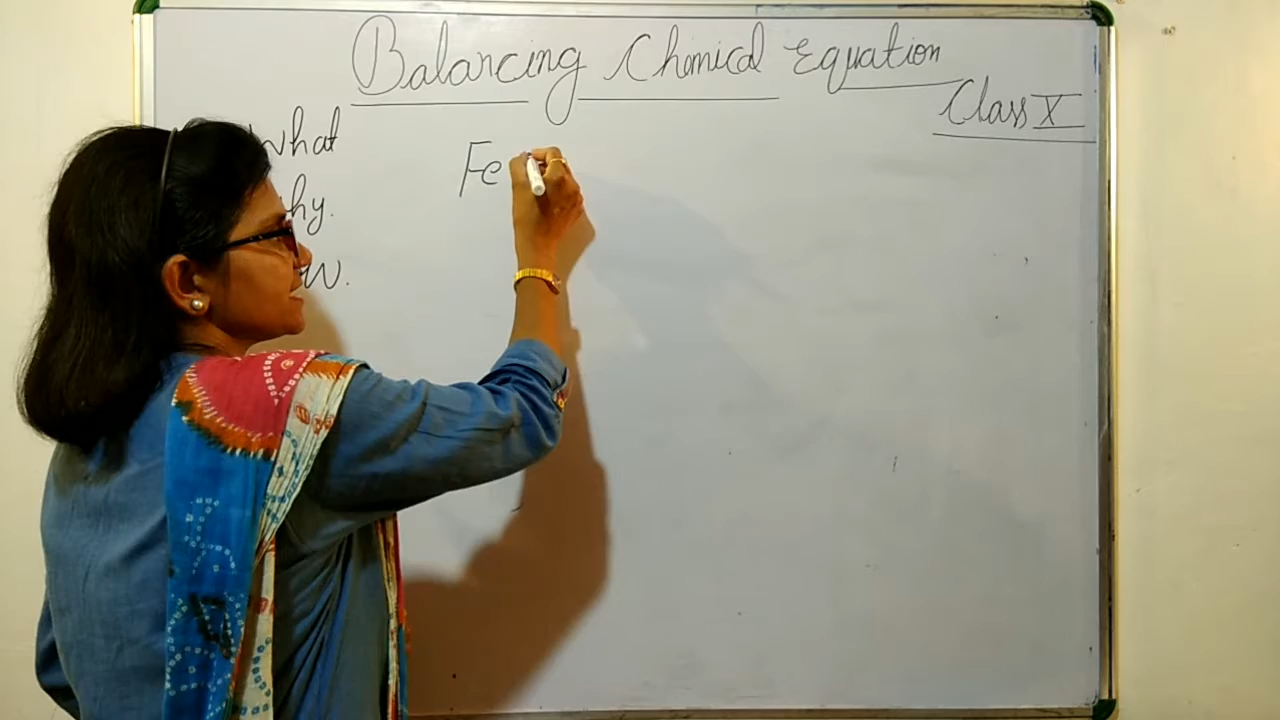 Balancing Chemical Equation
Class X
What
hy.
w.
Fe